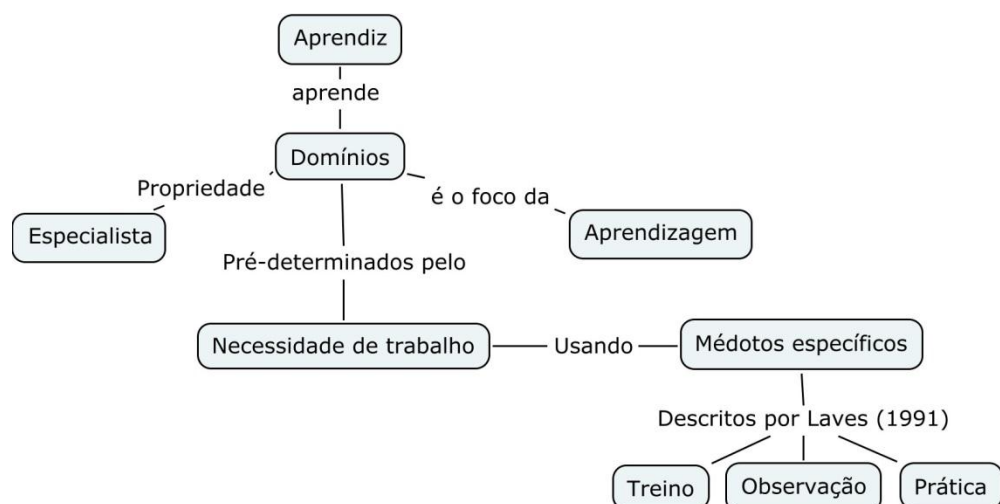 Aprendiz
aprende
Domínios
Propriedade
é o foco da
Especialista
Aprendizagem
Pré-determinados pelo
Necessidade de trabalho
Usando
Médotos específicos
Descritos por Laves (1991)
Treino
Observação
Prática